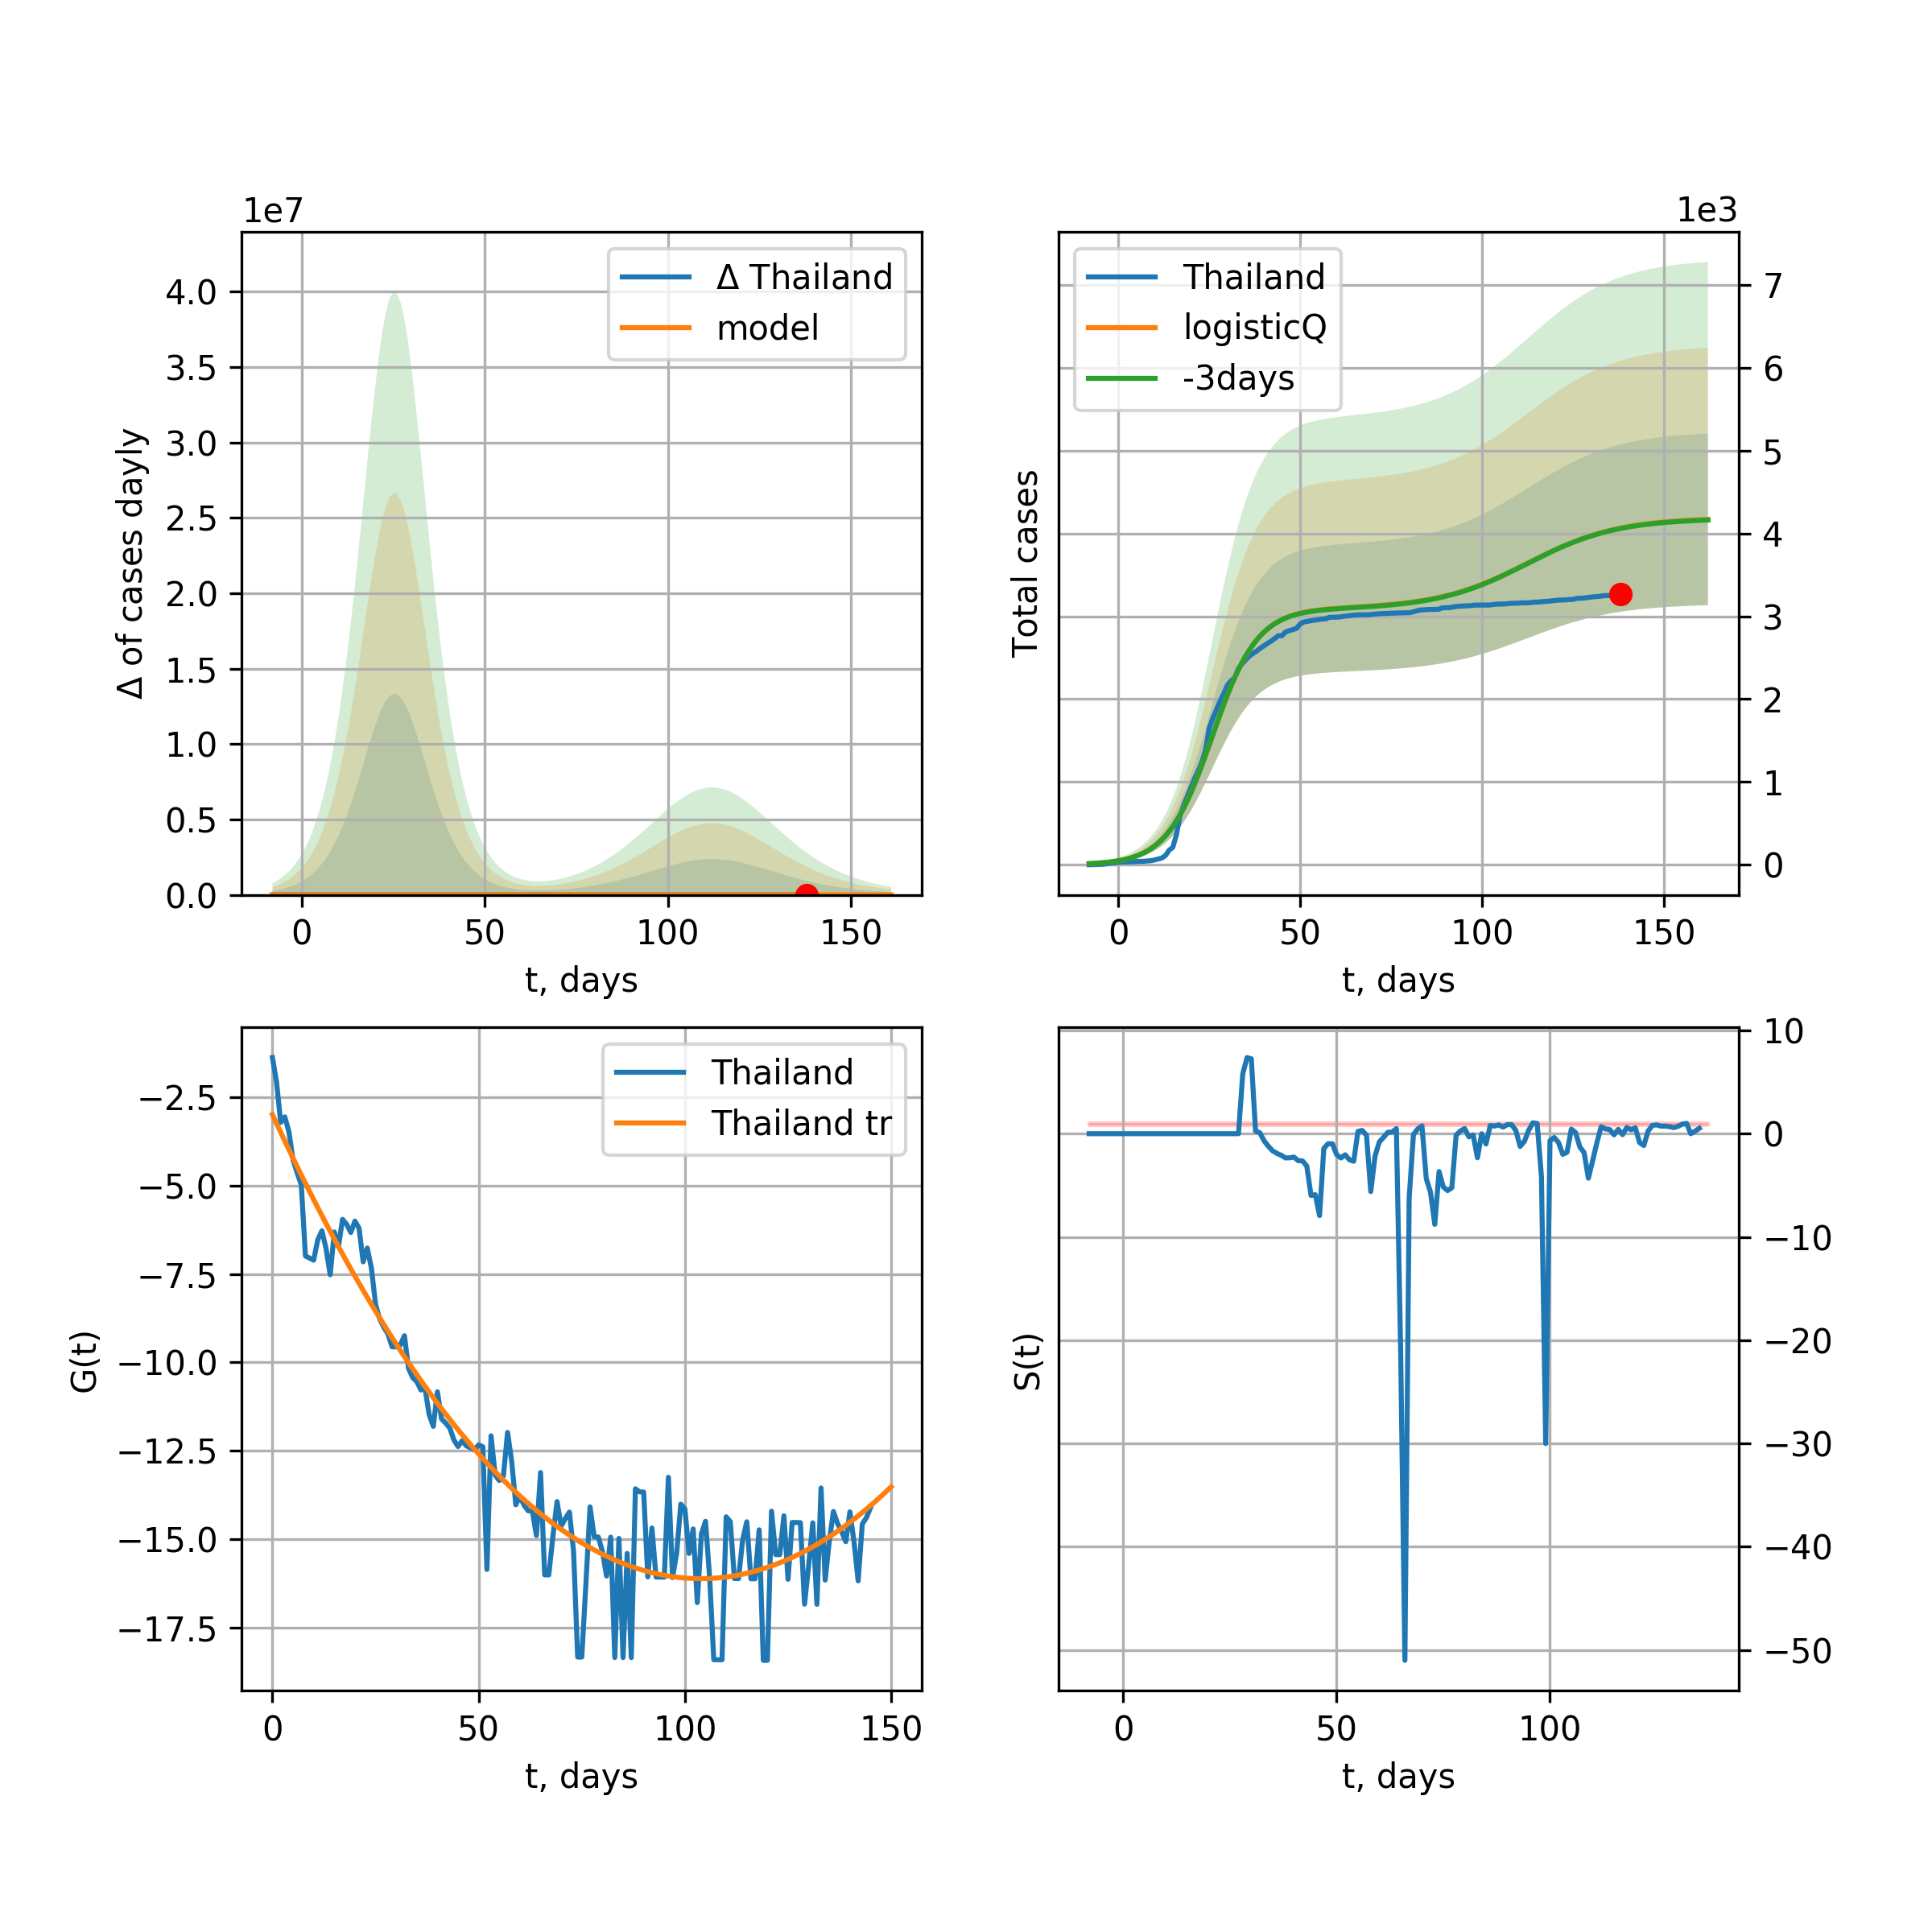 1e7
Δ of cases dayly
4.0
3.5
3.0
2.5
2.0
1.5
1.0
0.5
0.0
0 50 100 150
t, days
Δ Thailand
model
1e3
Total cases
7
6
5
4
3
2
1
0
0 50 100 150
t, days
Thailand
logisticQ
-3days
G(t)
−2.5
−5.0
−7.5
−10.0
−12.5
−15.0
−17.5
0 50 100 150
t, days
Thailand
Thailand tr
S(t)
10
0
−10
−20
−30
−40
−50
0 50 100
t, days